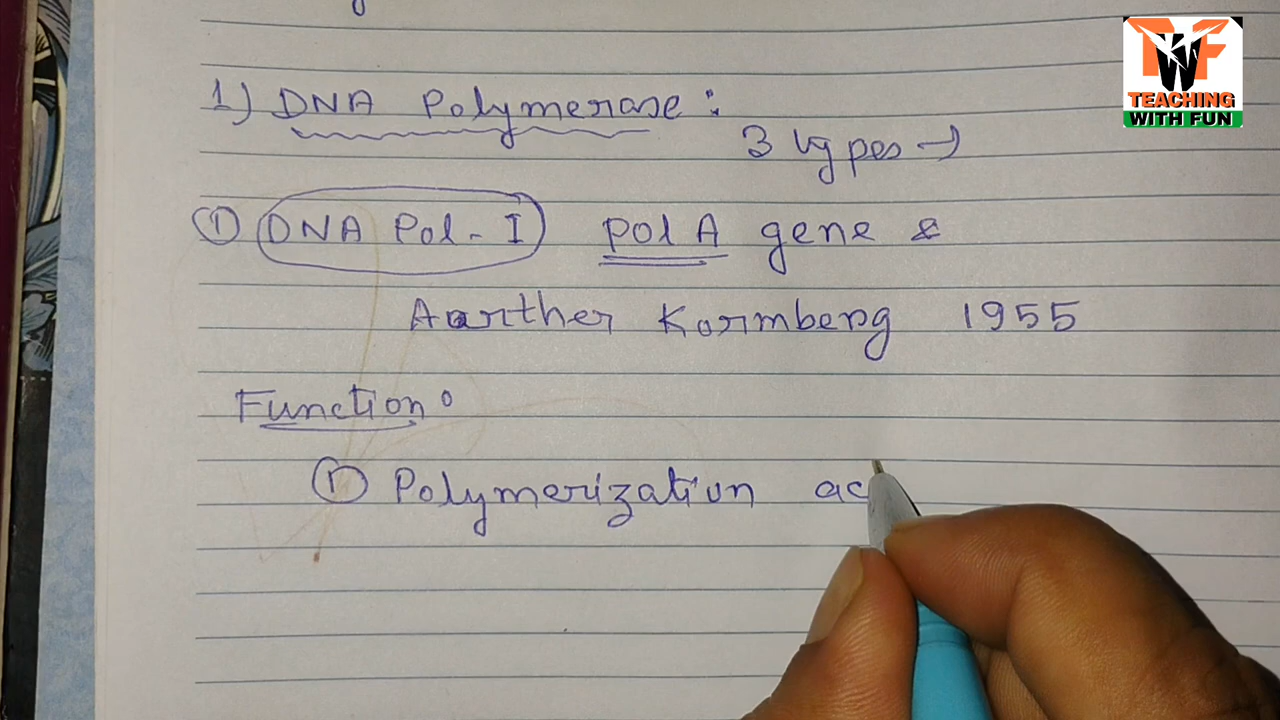 TWF
TEACHING
WITH FUN
1) DNA Polymerase :
3 types →
① DNA Pol - I pol A gene &
Aarther Kormberg 1955
Function :
① Polymerization ac